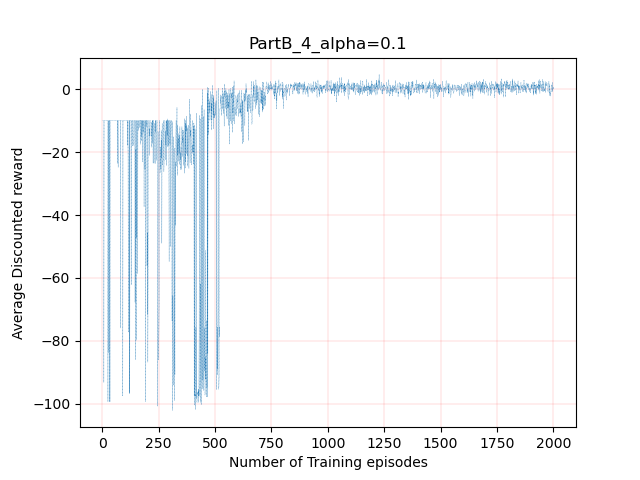 PartB_4_alpha=0.1
Average Discounted reward
0
−20
−40
−60
−80
−100
0 250 500 750 1000 1250 1500 1750 2000
Number of Training episodes